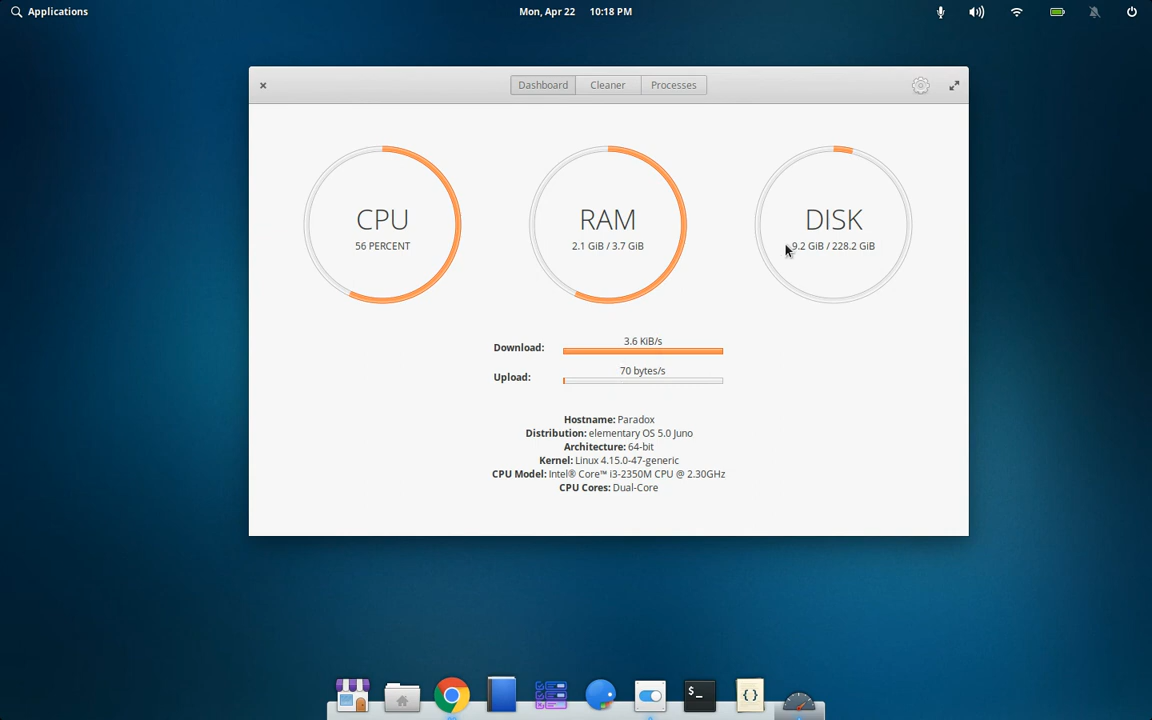 Applications
Mon, Apr 22 10:18 PM
Dashboard Cleaner Processes
CPU
56 PERCENT
RAM
2.1 GiB / 3.7 GiB
DISK
9.2 GiB / 228.2 GiB
Download: 3.6 KiB/s
Upload: 70 bytes/s
Hostname: Paradox
Distribution: elementary OS 5.0 Juno
Architecture: 64-bit
Kernel: Linux 4.15.0-47-generic
CPU Model: Intel® Core™ i3-2350M CPU @ 2.30GHz
CPU Cores: Dual-Core
$_
{}